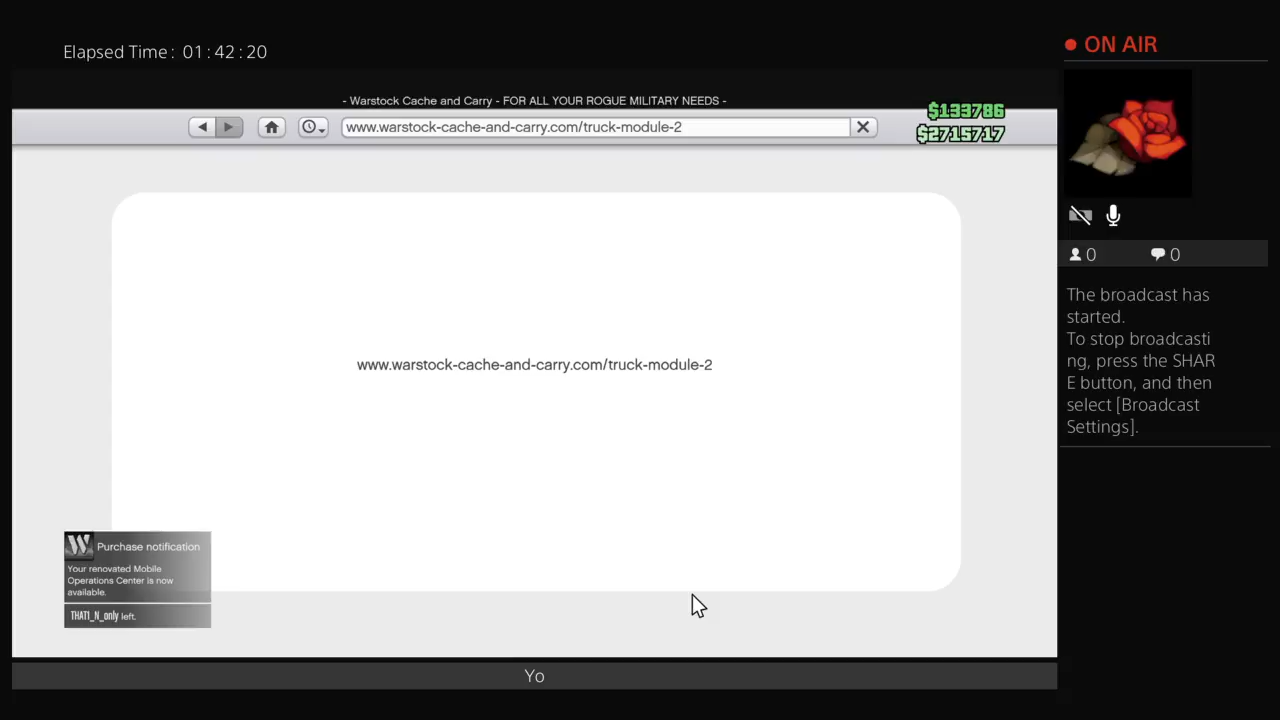 Elapsed Time: 01:42:20
ON AIR
- Warstock Cache and Carry - FOR ALL YOUR ROGUE MILITARY NEEDS -
www.warstock-cache-and-carry.com/truck-module-2
$133786
$2715717
0
0
The broadcast has
started.
To stop broadcasti
ng, press the SHAR
E button, and then
select [Broadcast
Settings].
www.warstock-cache-and-carry.com/truck-module-2
W
Purchase notification
Your renovated Mobile
Operations Center is now
available.
THAT1_N_only left.
Yo